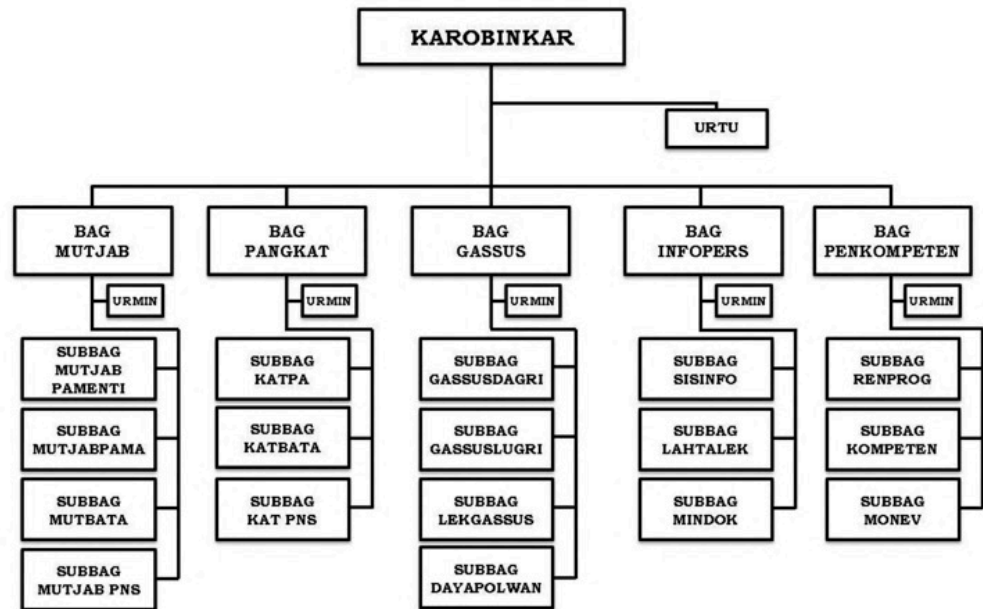 KAROBINKAR
URTU
BAG
MUTJAB
BAG
PANGKAT
BAG
GASSUS
BAG
INFOPERS
BAG
PENKOMPETEN
URMIN
URMIN
URMIN
URMIN
URMIN
SUBBAG
MUTJAB
PAMENTI
SUBBAG
KATPA
SUBBAG
GASSUSDAGRI
SUBBAG
SISINFO
SUBBAG
RENPROG
SUBBAG
MUTJABPAMA
SUBBAG
KATBATA
SUBBAG
GASSUSLUGRI
SUBBAG
LAHTALEK
SUBBAG
KOMPETEN
SUBBAG
MUTBATA
SUBBAG
KAT PNS
SUBBAG
LEKGASSUS
SUBBAG
MINDOK
SUBBAG
MONEV
SUBBAG
MUTJAB PNS
SUBBAG
DAYAPOLWAN